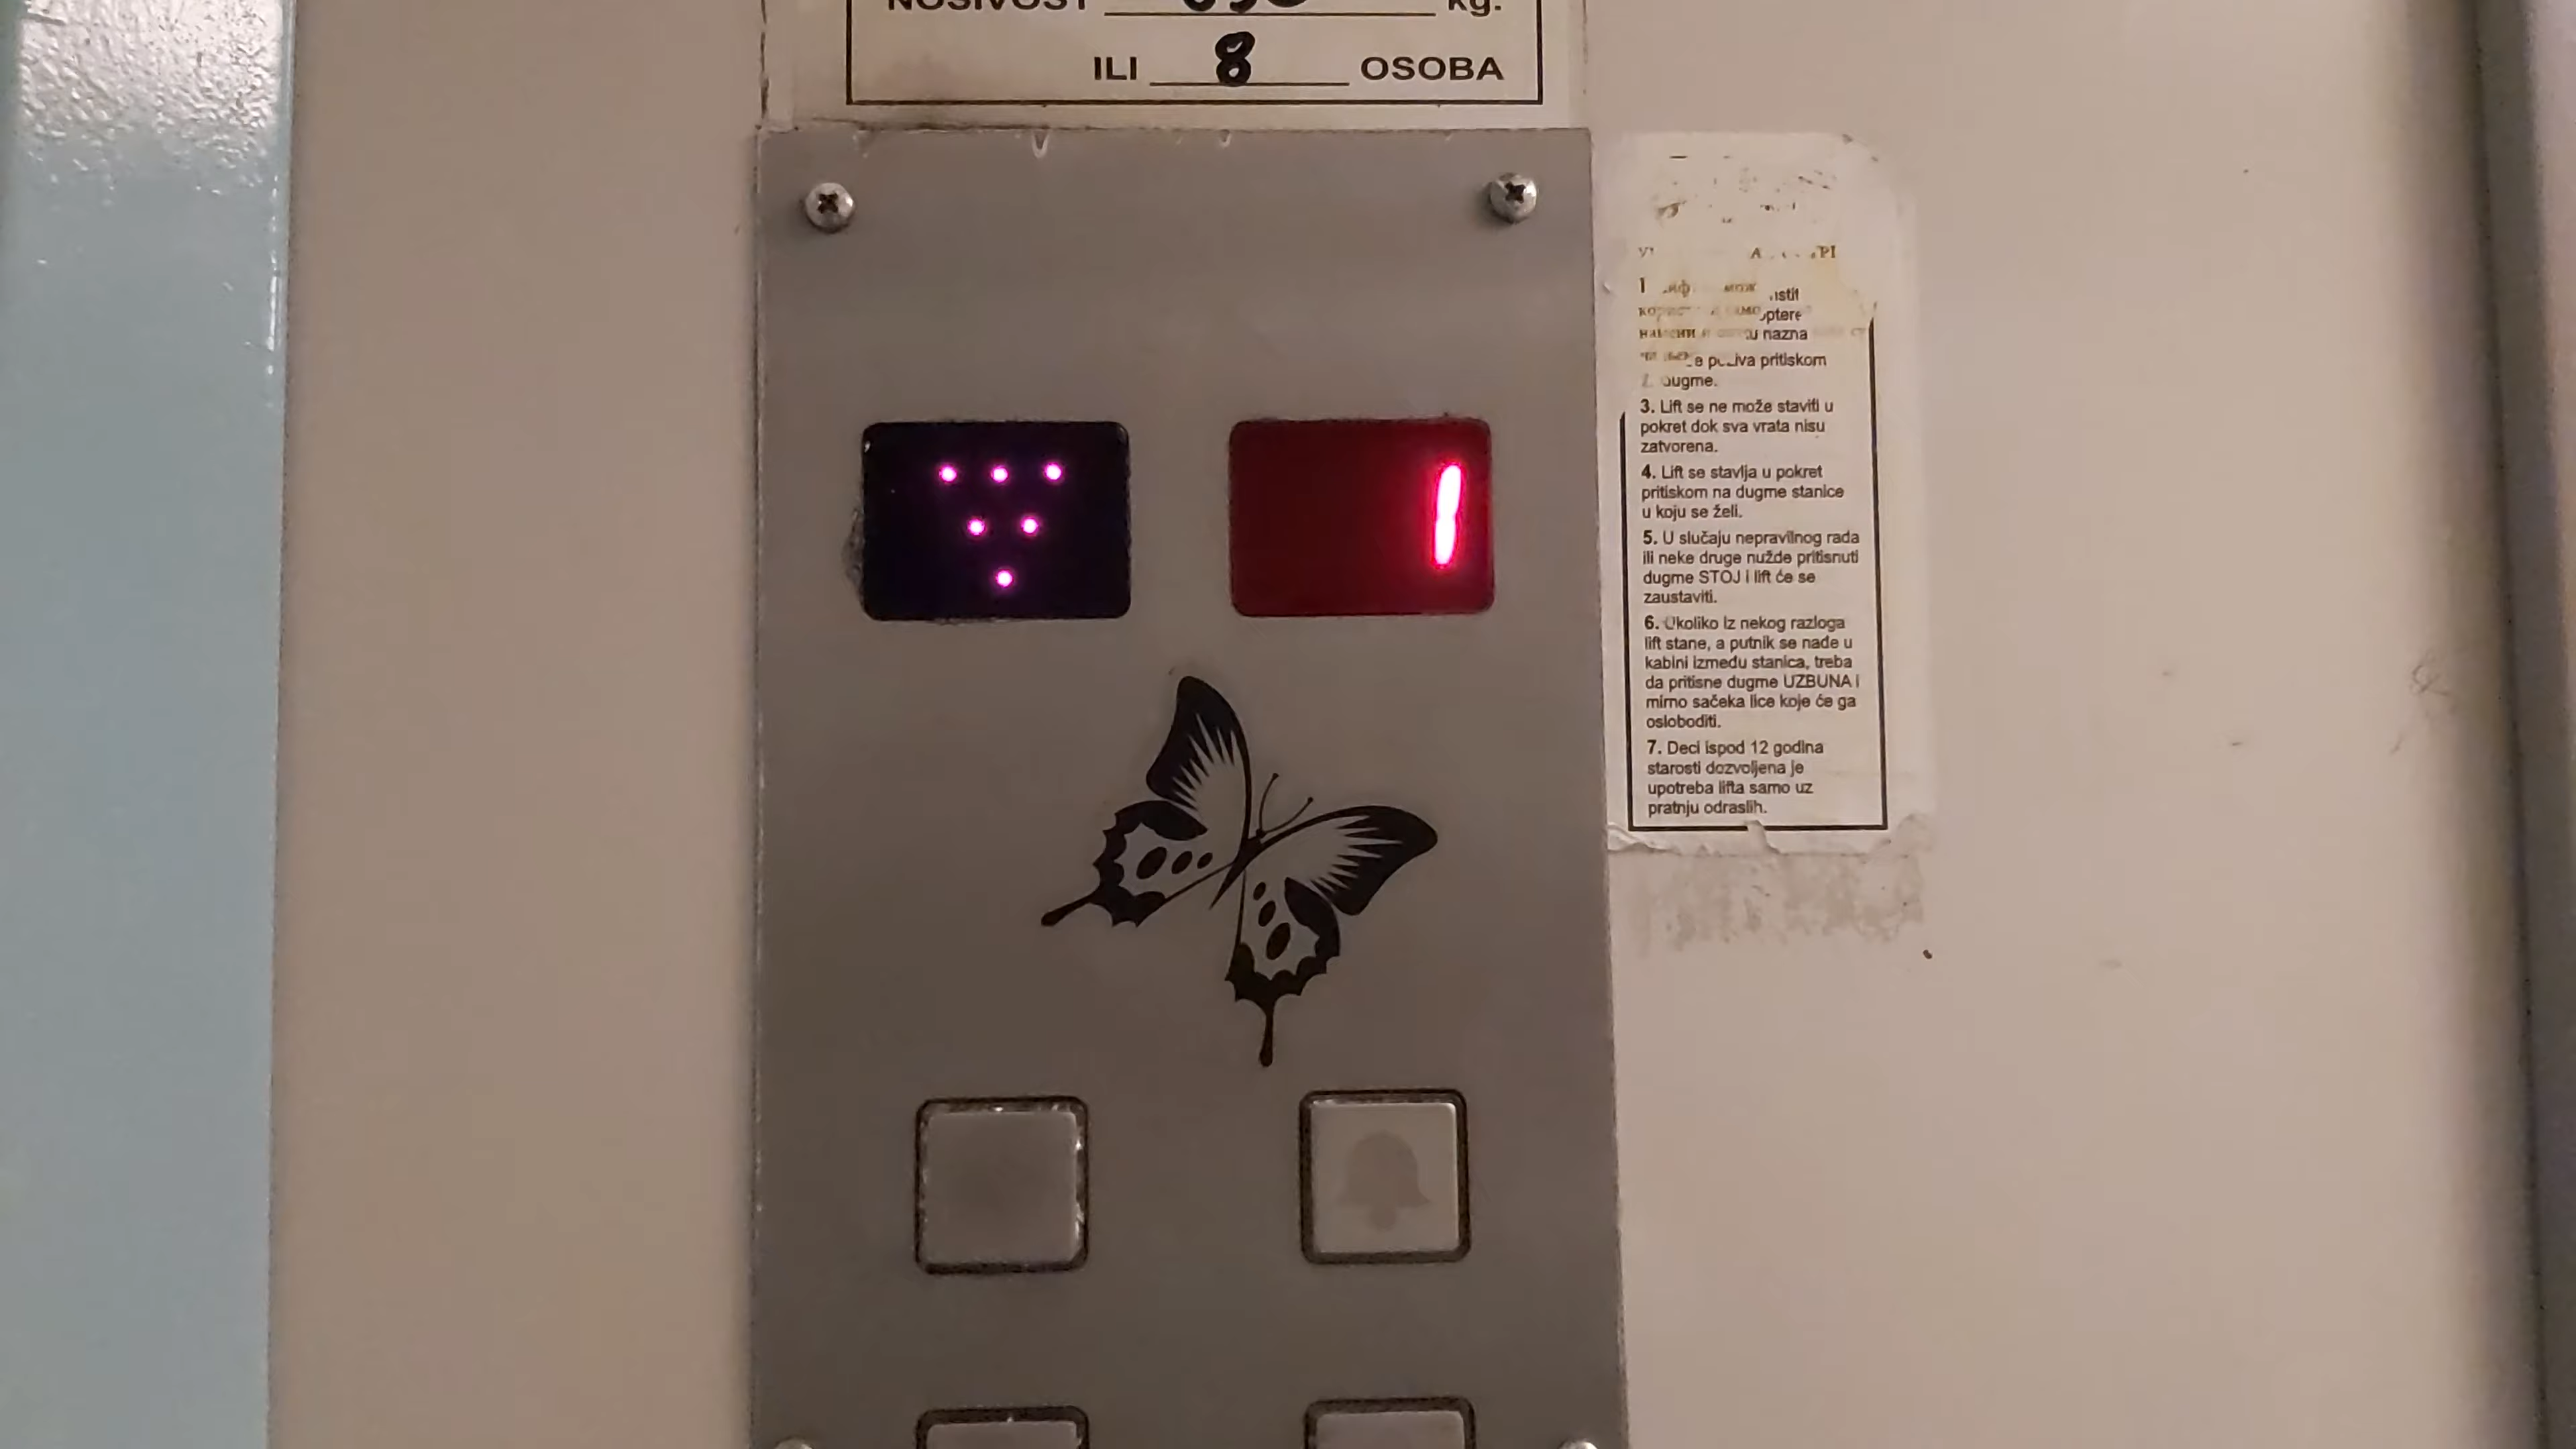 NOSIVOST kg.
ILI 8 OSOBA
1
nazna
pritiskom
dugme.
3. Lift se ne može staviti u
pokret dok sva vrata nisu
zatvorena.
4. Lift se stavlja u pokret
pritiskom na dugme stanice
u koju se želi.
5. U slučaju nepravilnog rada
ili neke druge nužde pritisnuti
dugme STOJ i lift će se
zaustaviti.
6. Ukoliko iz nekog razloga
lift stane, a putnik se nađe u
kabini između stanica, treba
da pritisne dugme UZBUNA i
mirno sačeka lice koje će ga
osloboditi.
7. Deci ispod 12 godina
starosti dozvoljena je
upotreba lifta samo uz
pratnju odraslih.